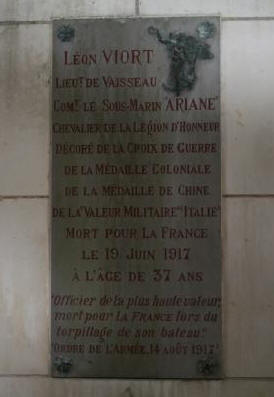 LÉON VIORT
LIEUT. DE VAISSEAU
COMT. LE SOUS-MARIN "ARIANE"
CHEVALIER DE LA LÉGION D'HONNEUR
DÉCORÉ DE LA CROIX DE GUERRE
DE LA MÉDAILLE COLONIALE
DE LA MÉDAILLE DE CHINE
DE LA "VALEUR MILITAIRE" "ITALIE"
MORT POUR LA FRANCE
LE 19 JUIN 1917
À L'ÂGE DE 37 ANS
"Officier de la plus haute valeur,
mort pour LA FRANCE lors du
torpillage de son bateau."
"ORDRE DE L'ARMÉE, 14 AOÛT 1917"